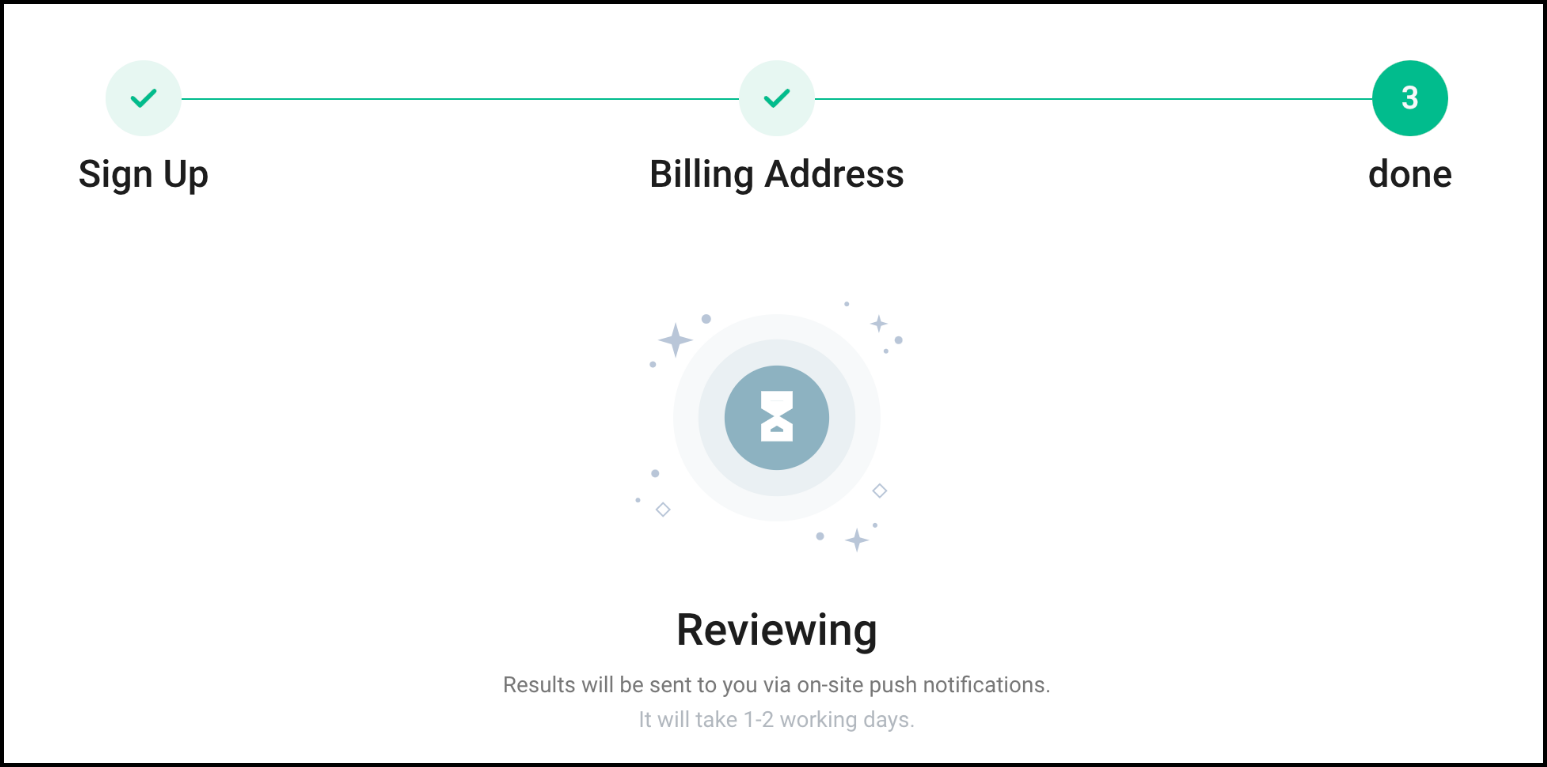 3
Sign Up
Billing Address
done
Reviewing
Results will be sent to you via on-site push notifications.
It will take 1-2 working days.